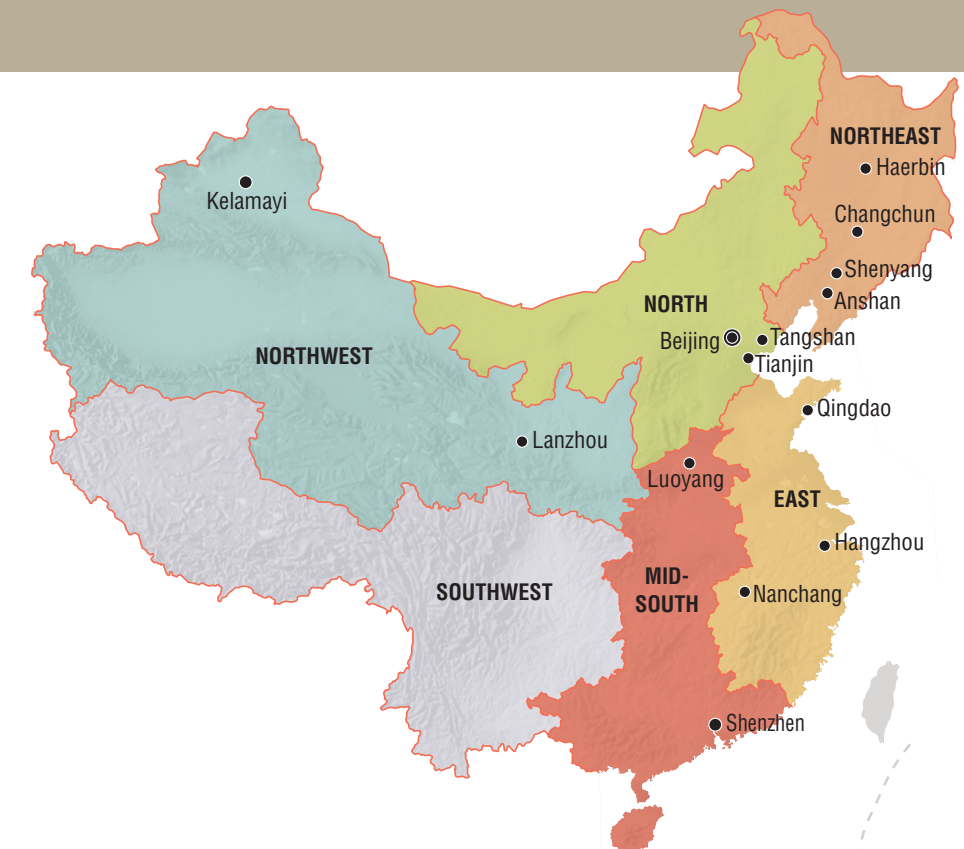 NORTHEAST
Haerbin
Kelamayi
Changchun
Shenyang
Anshan
NORTH
Beijing
Tangshan
NORTHWEST
Tianjin
Qingdao
Lanzhou
Luoyang
EAST
Hangzhou
SOUTHWEST
MID-
SOUTH
Nanchang
Shenzhen